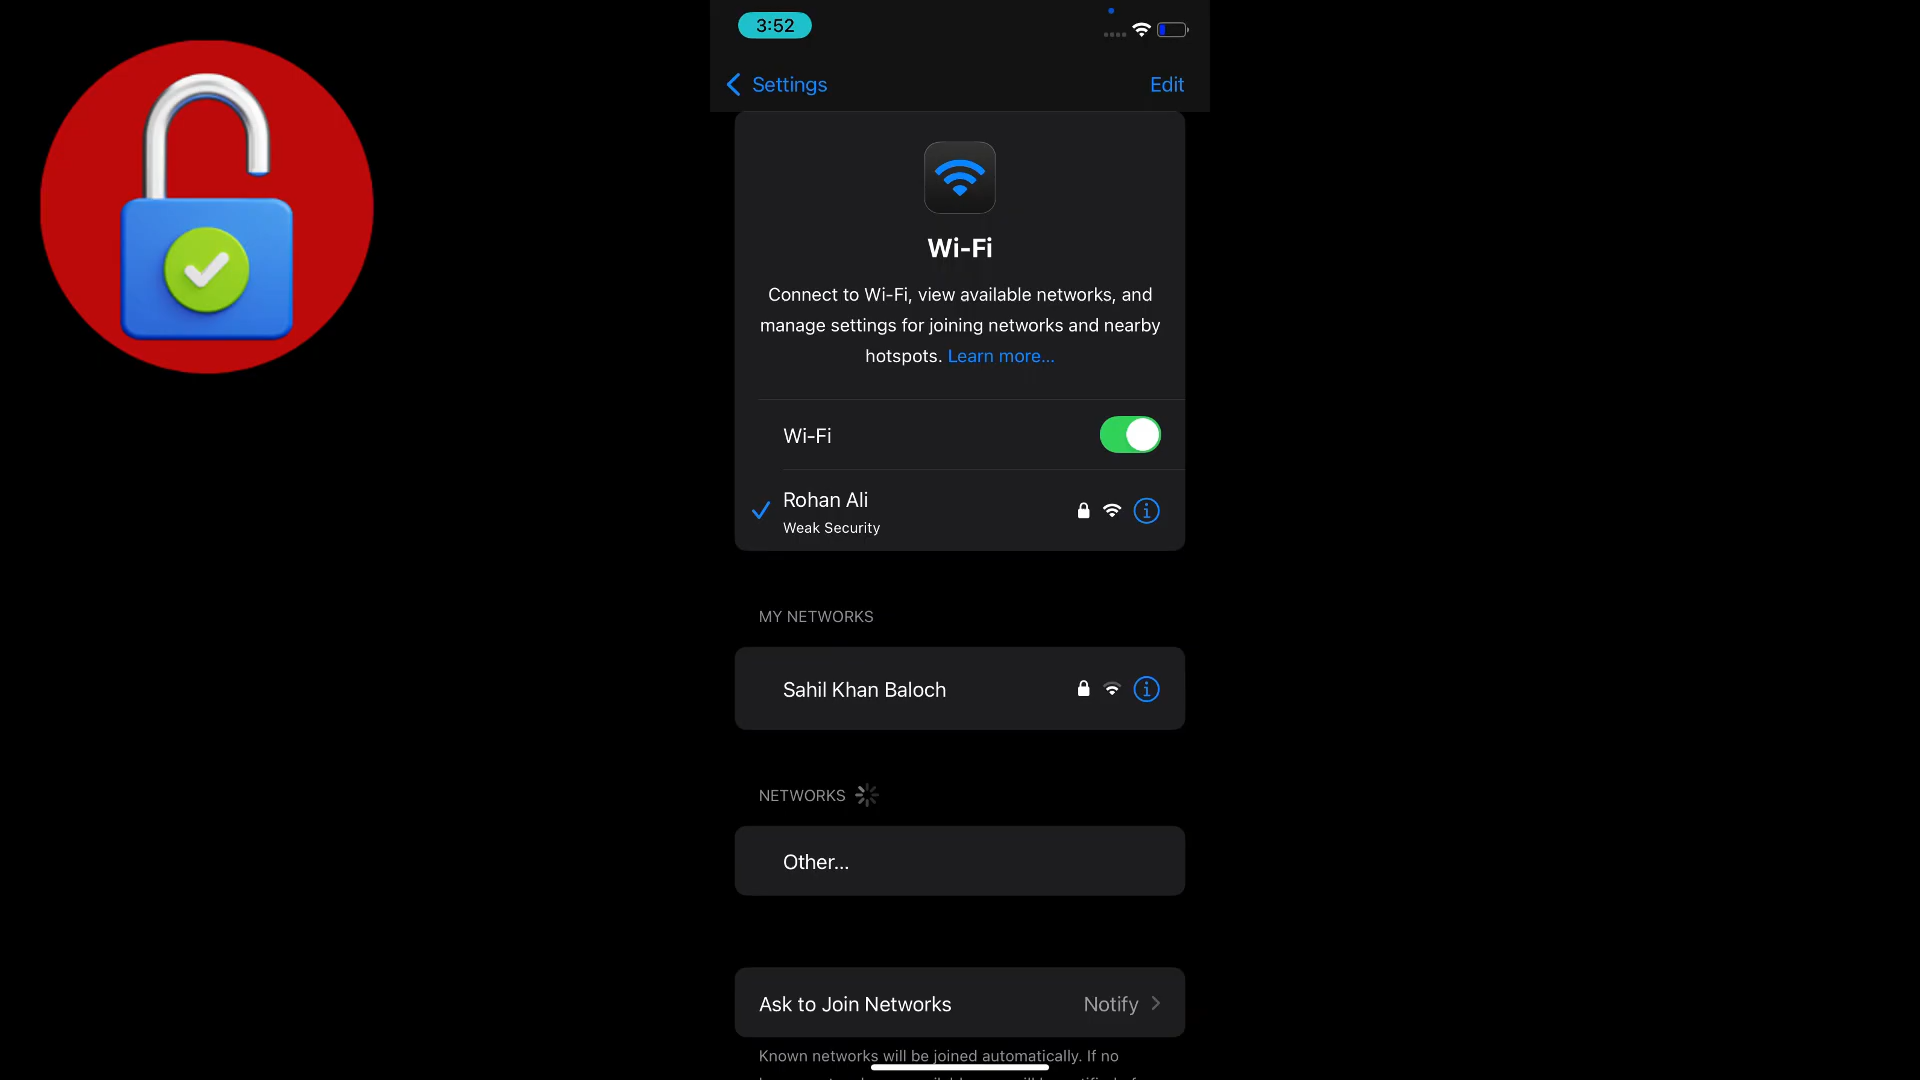 3:52
Settings
Edit
Wi-Fi
Connect to Wi-Fi, view available networks, and
manage settings for joining networks and nearby
hotspots. Learn more...
Wi-Fi
Rohan Ali
Weak Security
MY NETWORKS
Sahil Khan Baloch
NETWORKS
Other...
Ask to Join Networks
Notify
Known networks will be joined automatically. If no